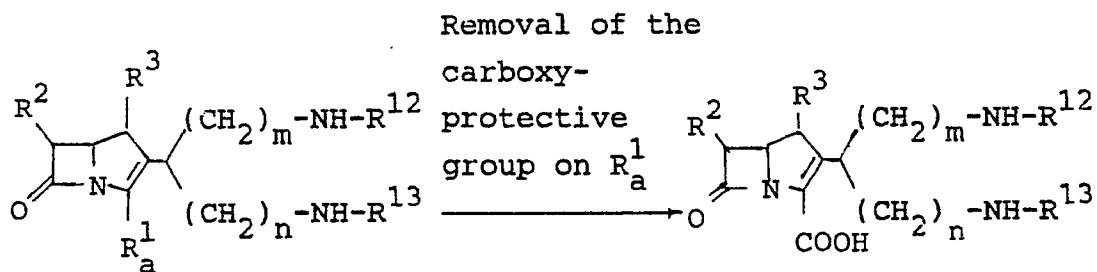 Removal of the
carboxy-
protective
group on R¹ₐ
R³
R²
(CH₂)ₘ-NH-R¹²
N
O
(CH₂)ₙ-NH-R¹³
R¹ₐ
R³
R²
(CH₂)ₘ-NH-R¹²
N
O
(CH₂)ₙ-NH-R¹³
COOH